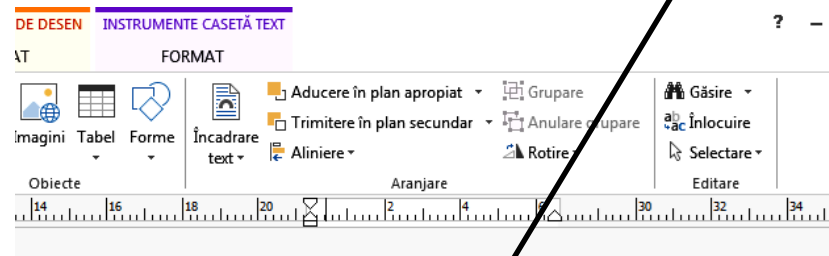 DE DESEN INSTRUMENTE CASETĂ TEXT ? –
AT FORMAT
Aducere în plan apropiat Grupare Găsire
Trimitere în plan secundar Anulare grupare Înlocuire
Imagini Tabel Forme Încadrare text Aliniere Rotire Selectare
Obiecte Aranjare Editare
14 16 18 20 2 4 6 30 32 34